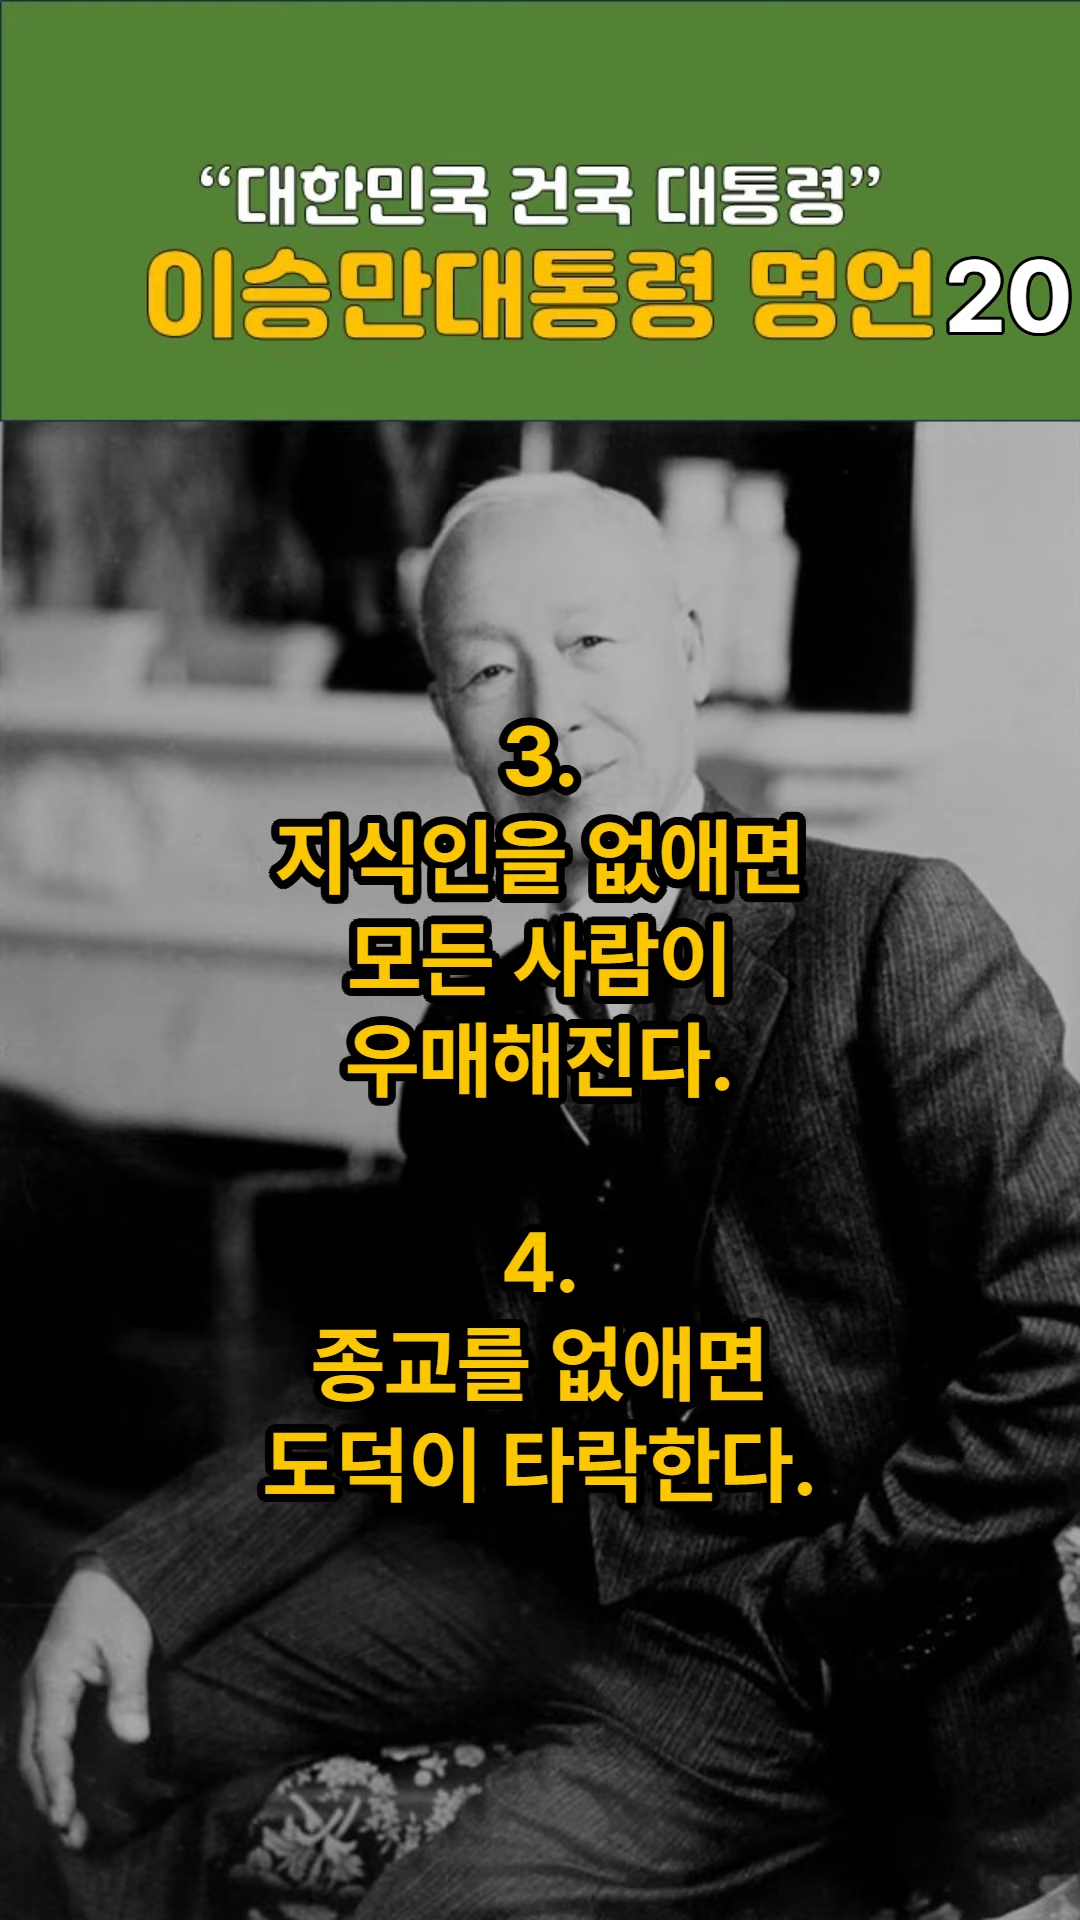 “대한민국 건국 대통령”
이승만대통령 명언20
3.
지식인을 없애면
모든 사람이
우매해진다.
4.
종교를 없애면
도덕이 타락한다.